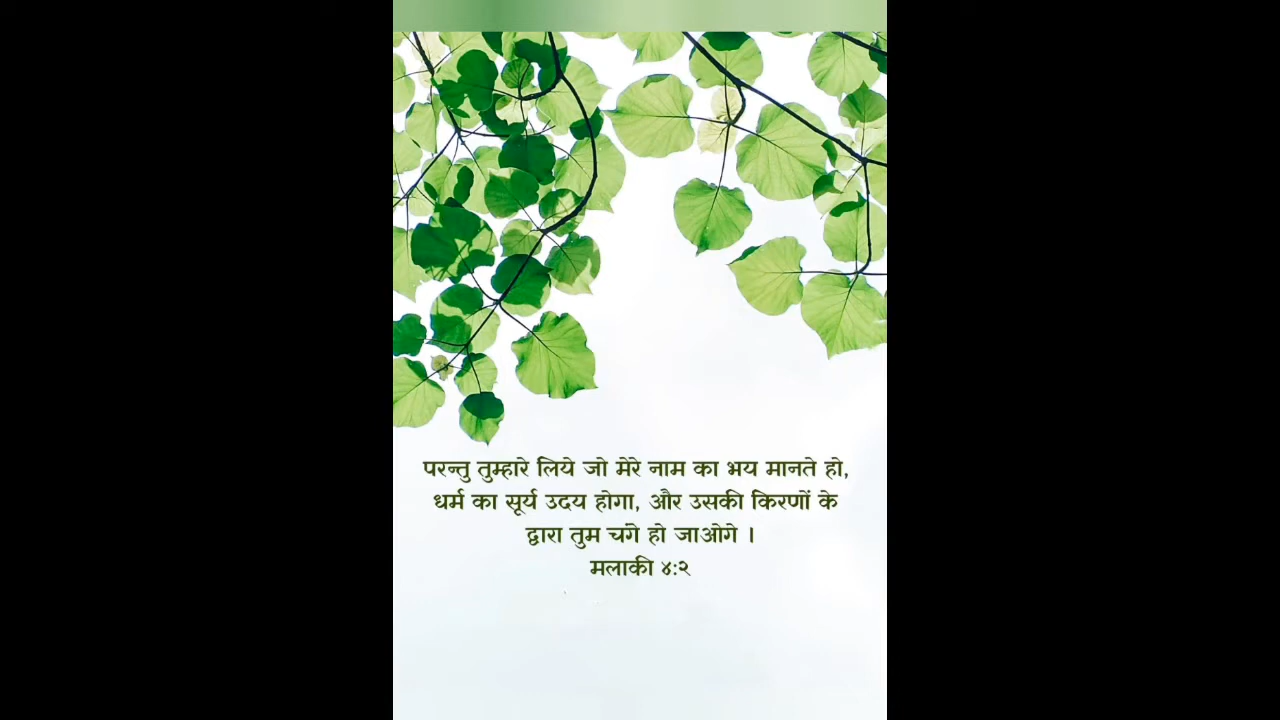 परन्तु तुम्हारे लिये जो मेरे नाम का भय मानते हो,
धर्म का सूर्य उदय होगा, और उसकी किरणों के
द्वारा तुम चंगे हो जाओगे ।
मलाकी ४:२